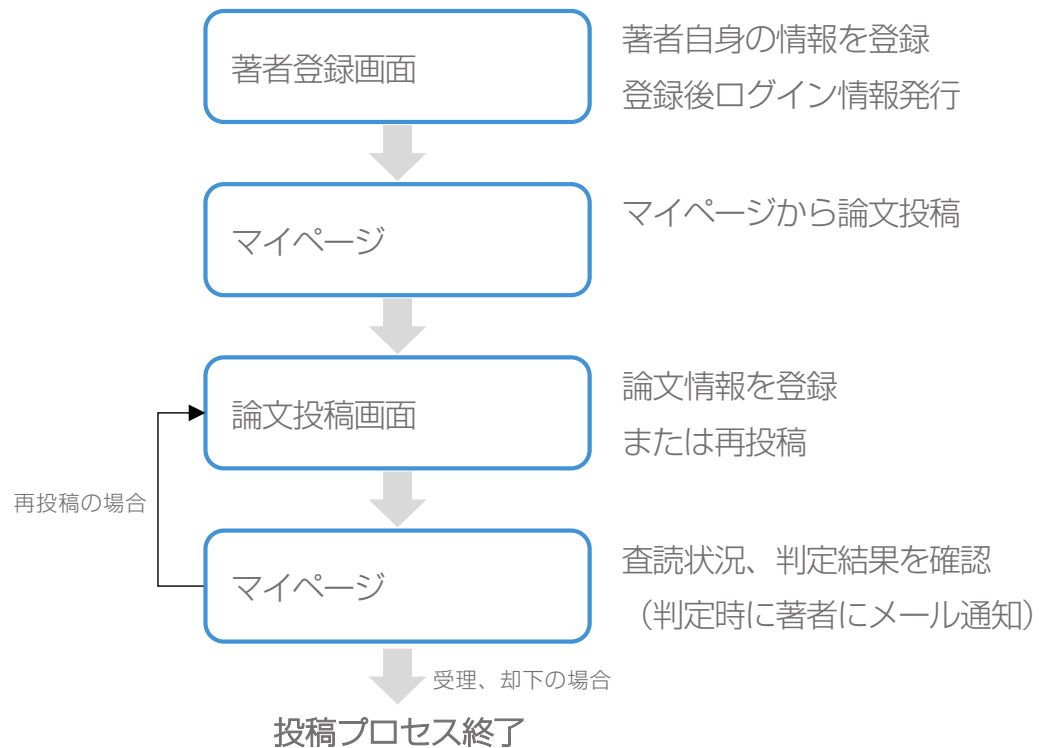 著者登録画面
著者自身の情報を登録
登録後ログイン情報発行
マイページ
マイページから論文投稿
論文投稿画面
論文情報を登録
または再投稿
再投稿の場合
マイページ
査読状況、判定結果を確認
（判定時に著者にメール通知）
受理、却下の場合
投稿プロセス終了